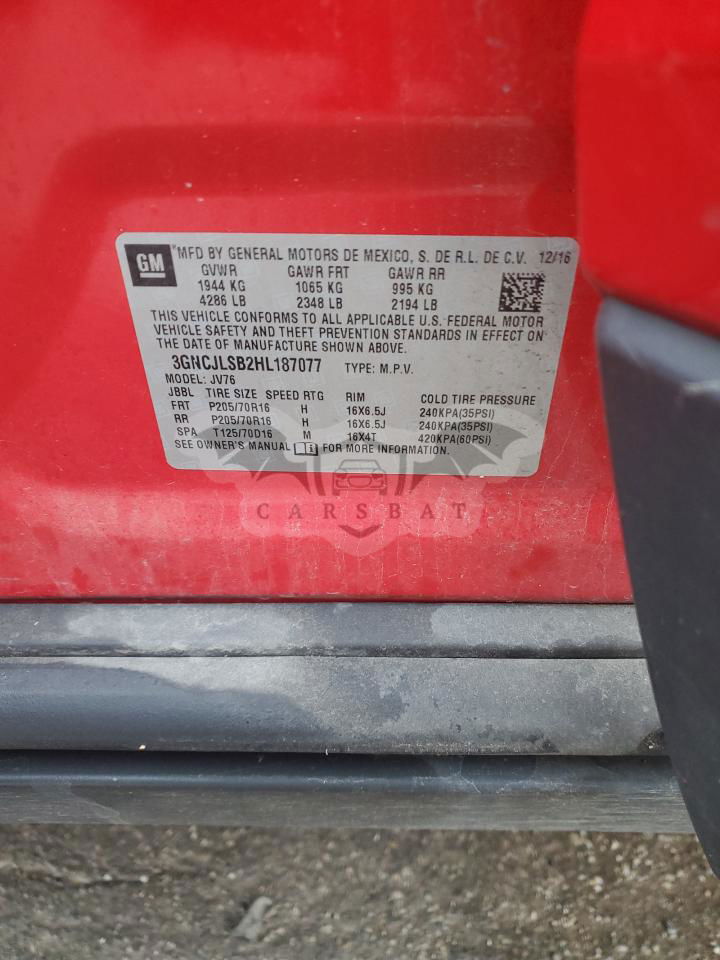 GM
*MFD BY GENERAL MOTORS DE MEXICO, S. DE R.L. DE C.V. 12/16
GVWR GAWR FRT GAWR RR
1944 KG 1065 KG 995 KG
4286 LB 2348 LB 2194 LB
THIS VEHICLE CONFORMS TO ALL APPLICABLE U.S. FEDERAL MOTOR
VEHICLE SAFETY AND THEFT PREVENTION STANDARDS IN EFFECT ON
THE DATE OF MANUFACTURE SHOWN ABOVE.
3GNCJLSB2HL187077 TYPE: M.P.V.
MODEL: JV76
JBBL TIRE SIZE SPEED RTG RIM COLD TIRE PRESSURE
FRT P205/70R16 H 16X6.5J 240KPA(35PSI)
RR P205/70R16 H 16X6.5J 240KPA(35PSI)
SPA T125/70D16 M 16X4T 420KPA(60PSI)
SEE OWNER'S MANUAL FOR MORE INFORMATION.
CARSBAT